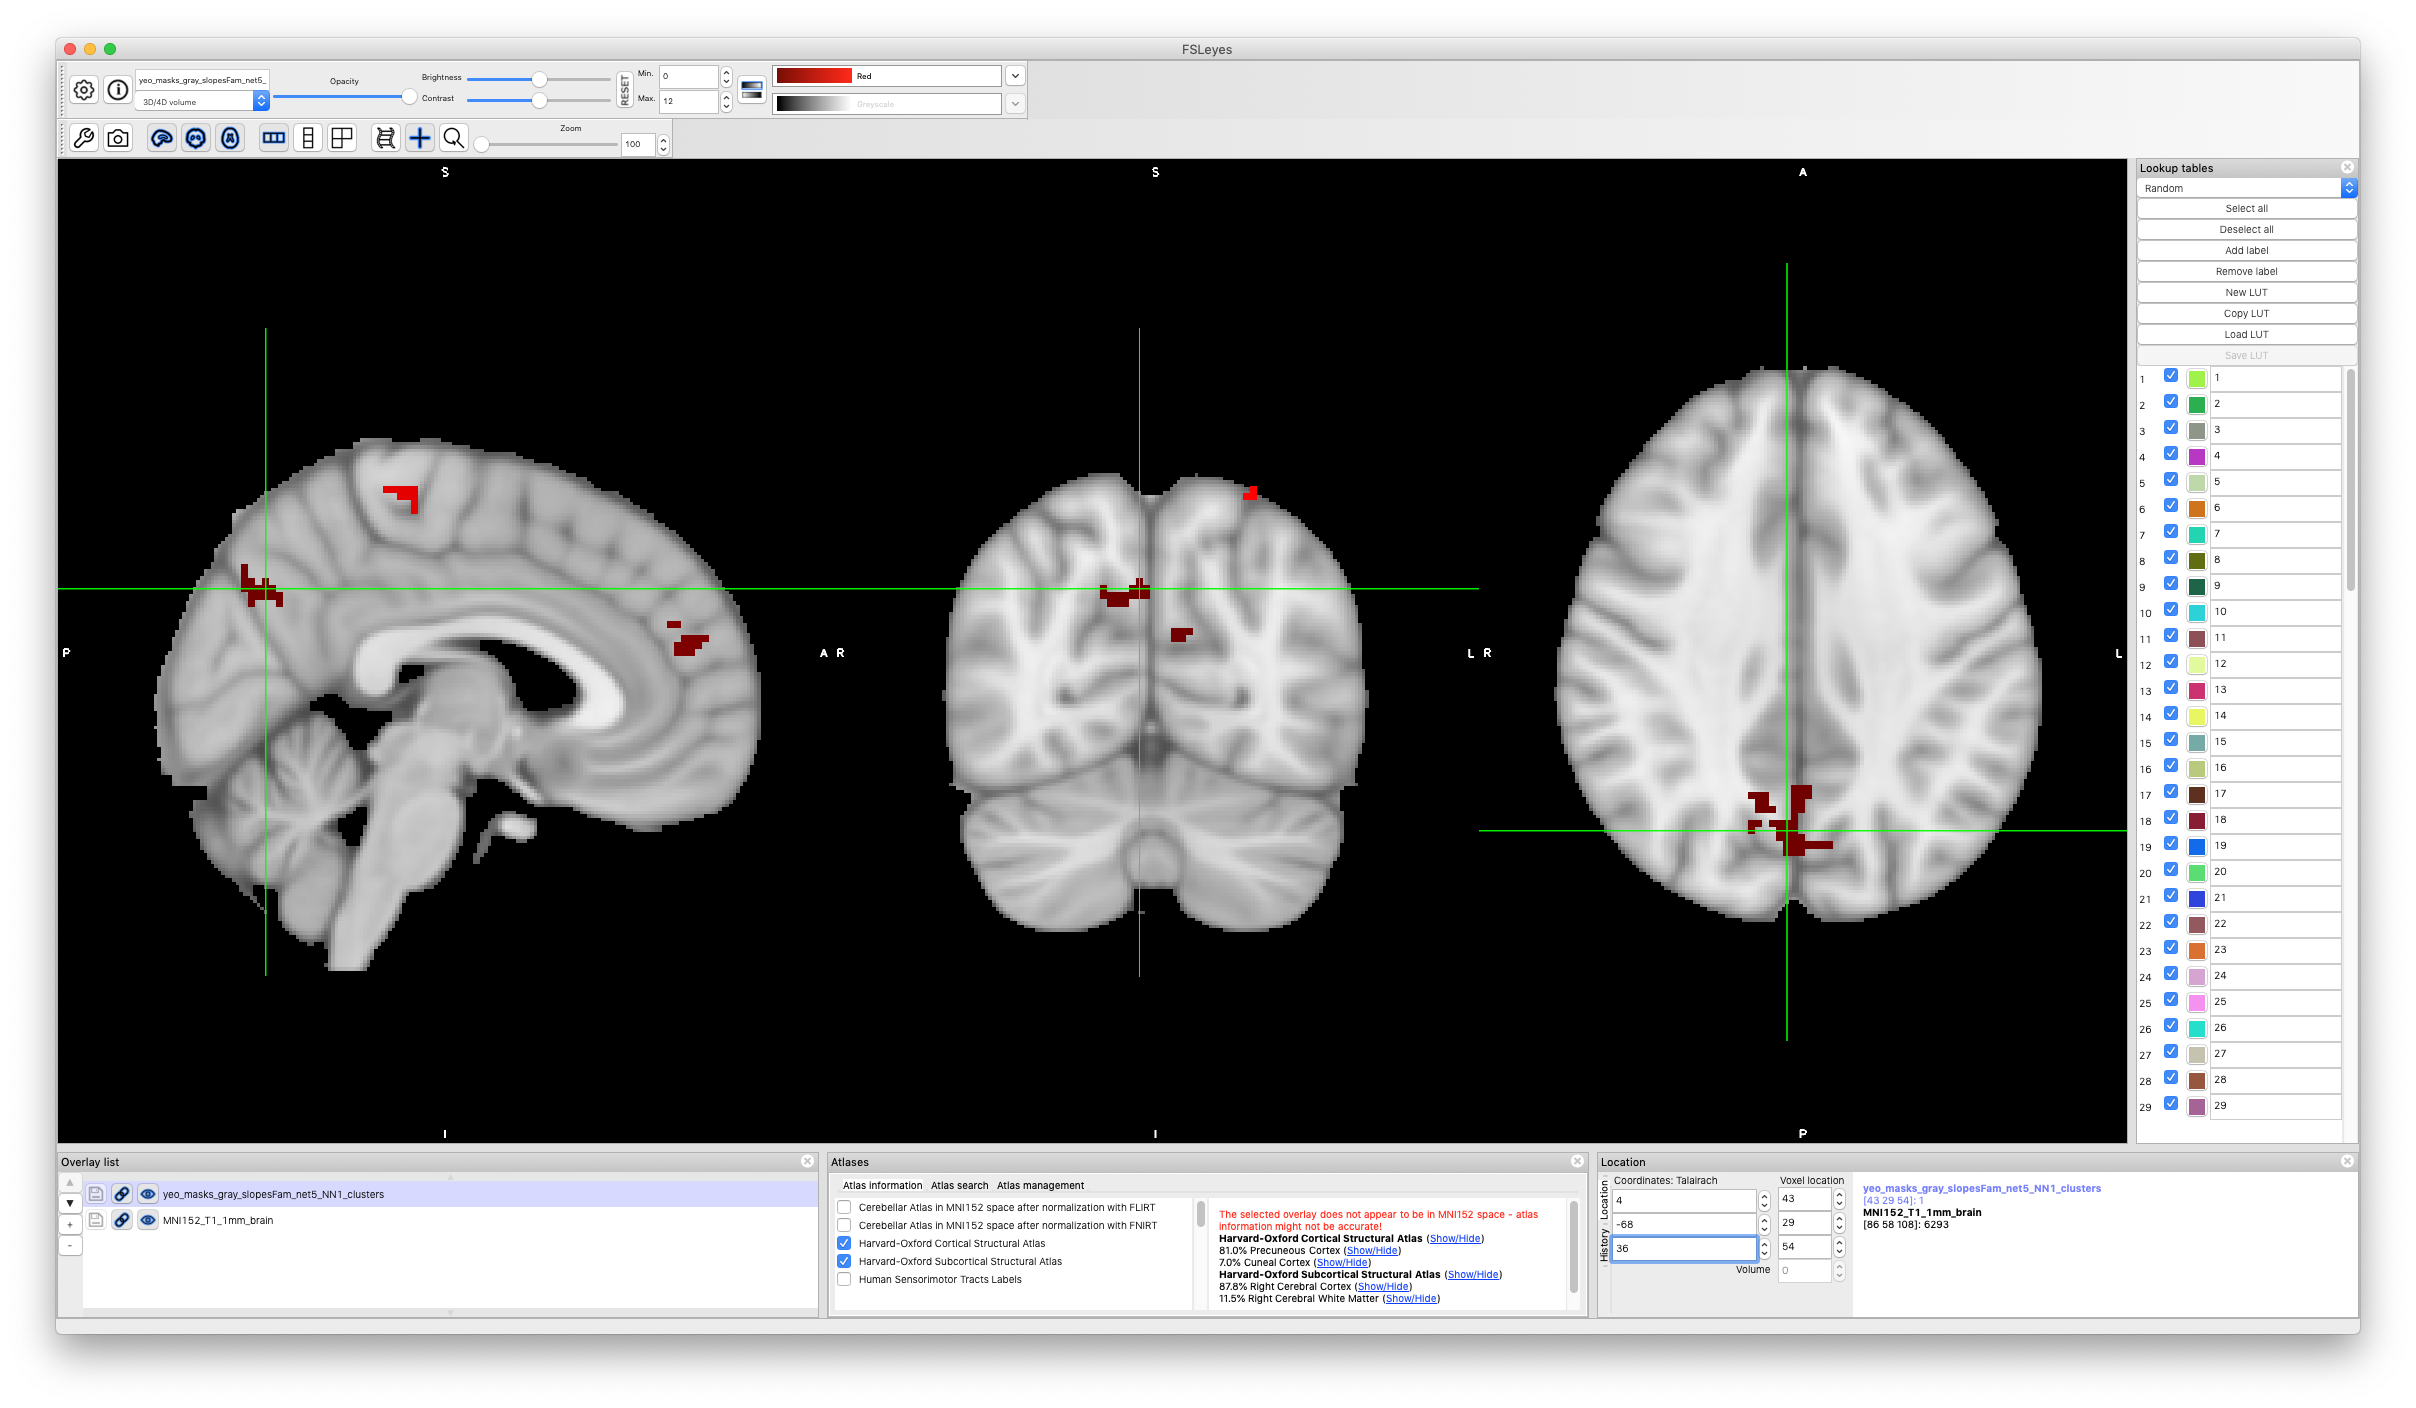 FSLeyes
yeo_masks_gray_slopesFam_net5_
3D/4D volume
Opacity
Brightness
Contrast
RESET
Min. 0
Max. 12
Red
Greyscale
Zoom
100
S
S
A
P
A R
L R
L
I
I
P
Lookup tables
Random
Select all
Deselect all
Add label
Remove label
New LUT
Copy LUT
Load LUT
Save LUT
1 1
2 2
3 3
4 4
5 5
6 6
7 7
8 8
9 9
10 10
11 11
12 12
13 13
14 14
15 15
16 16
17 17
18 18
19 19
20 20
21 21
22 22
23 23
24 24
25 25
26 26
27 27
28 28
29 29
Overlay list
yeo_masks_gray_slopesFam_net5_NN1_clusters
MNI152_T1_1mm_brain
Atlases
Atlas information Atlas search Atlas management
Cerebellar Atlas in MNI152 space after normalization with FLIRT
Cerebellar Atlas in MNI152 space after normalization with FNIRT
Harvard-Oxford Cortical Structural Atlas
Harvard-Oxford Subcortical Structural Atlas
Human Sensorimotor Tracts Labels
The selected overlay does not appear to be in MNI152 space - atlas
information might not be accurate!
Harvard-Oxford Cortical Structural Atlas (Show/Hide)
81.0% Precuneous Cortex (Show/Hide)
7.0% Cuneal Cortex (Show/Hide)
Harvard-Oxford Subcortical Structural Atlas (Show/Hide)
87.8% Right Cerebral Cortex (Show/Hide)
11.5% Right Cerebral White Matter (Show/Hide)
Location
Location
History
Coordinates: Talairach
4
-68
36
Voxel location
43
29
54
Volume 0
yeo_masks_gray_slopesFam_net5_NN1_clusters
[43 29 54]: 1
MNI152_T1_1mm_brain
[86 58 108]: 6293